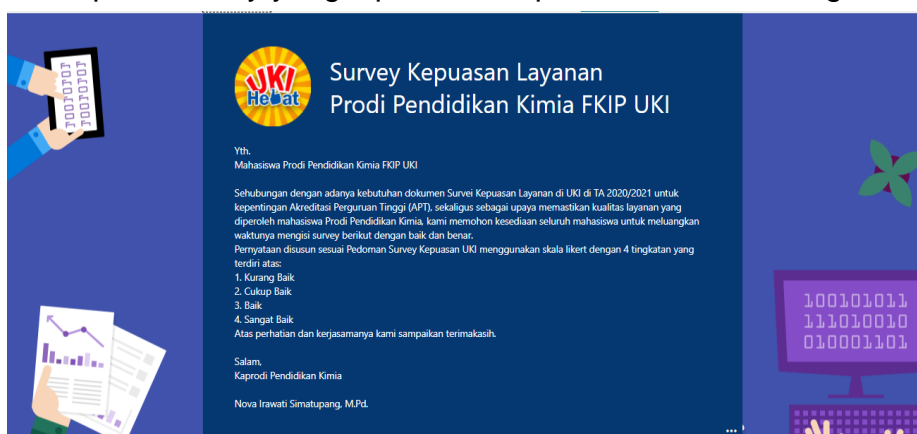 UKI
Hebat
Survey Kepuasan Layanan
Prodi Pendidikan Kimia FKIP UKI
Yth.
Mahasiswa Prodi Pendidikan Kimia FKIP UKI
Sehubungan dengan adanya kebutuhan dokumen Survei Kepuasan Layanan di UKI di TA 2020/2021 untuk
kepentingan Akreditasi Perguruan Tinggi (APT), sekaligus sebagai upaya memastikan kualitas layanan yang
diperoleh mahasiswa Prodi Pendidikan Kimia, kami memohon kesediaan seluruh mahasiswa untuk meluangkan
waktunya mengisi survey berikut dengan baik dan benar.
Pernyataan disusun sesuai Pedoman Survey Kepuasan UKI menggunakan skala likert dengan 4 tingkatan yang
terdiri atas:
1. Kurang Baik
2. Cukup Baik
3. Baik
4. Sangat Baik
Atas perhatian dan kerjasamanya kami sampaikan terimakasih.
Salam,
Kaprodi Pendidikan Kimia
Nova Irawati Simatupang, M.Pd.
100101011
111010010
010001101